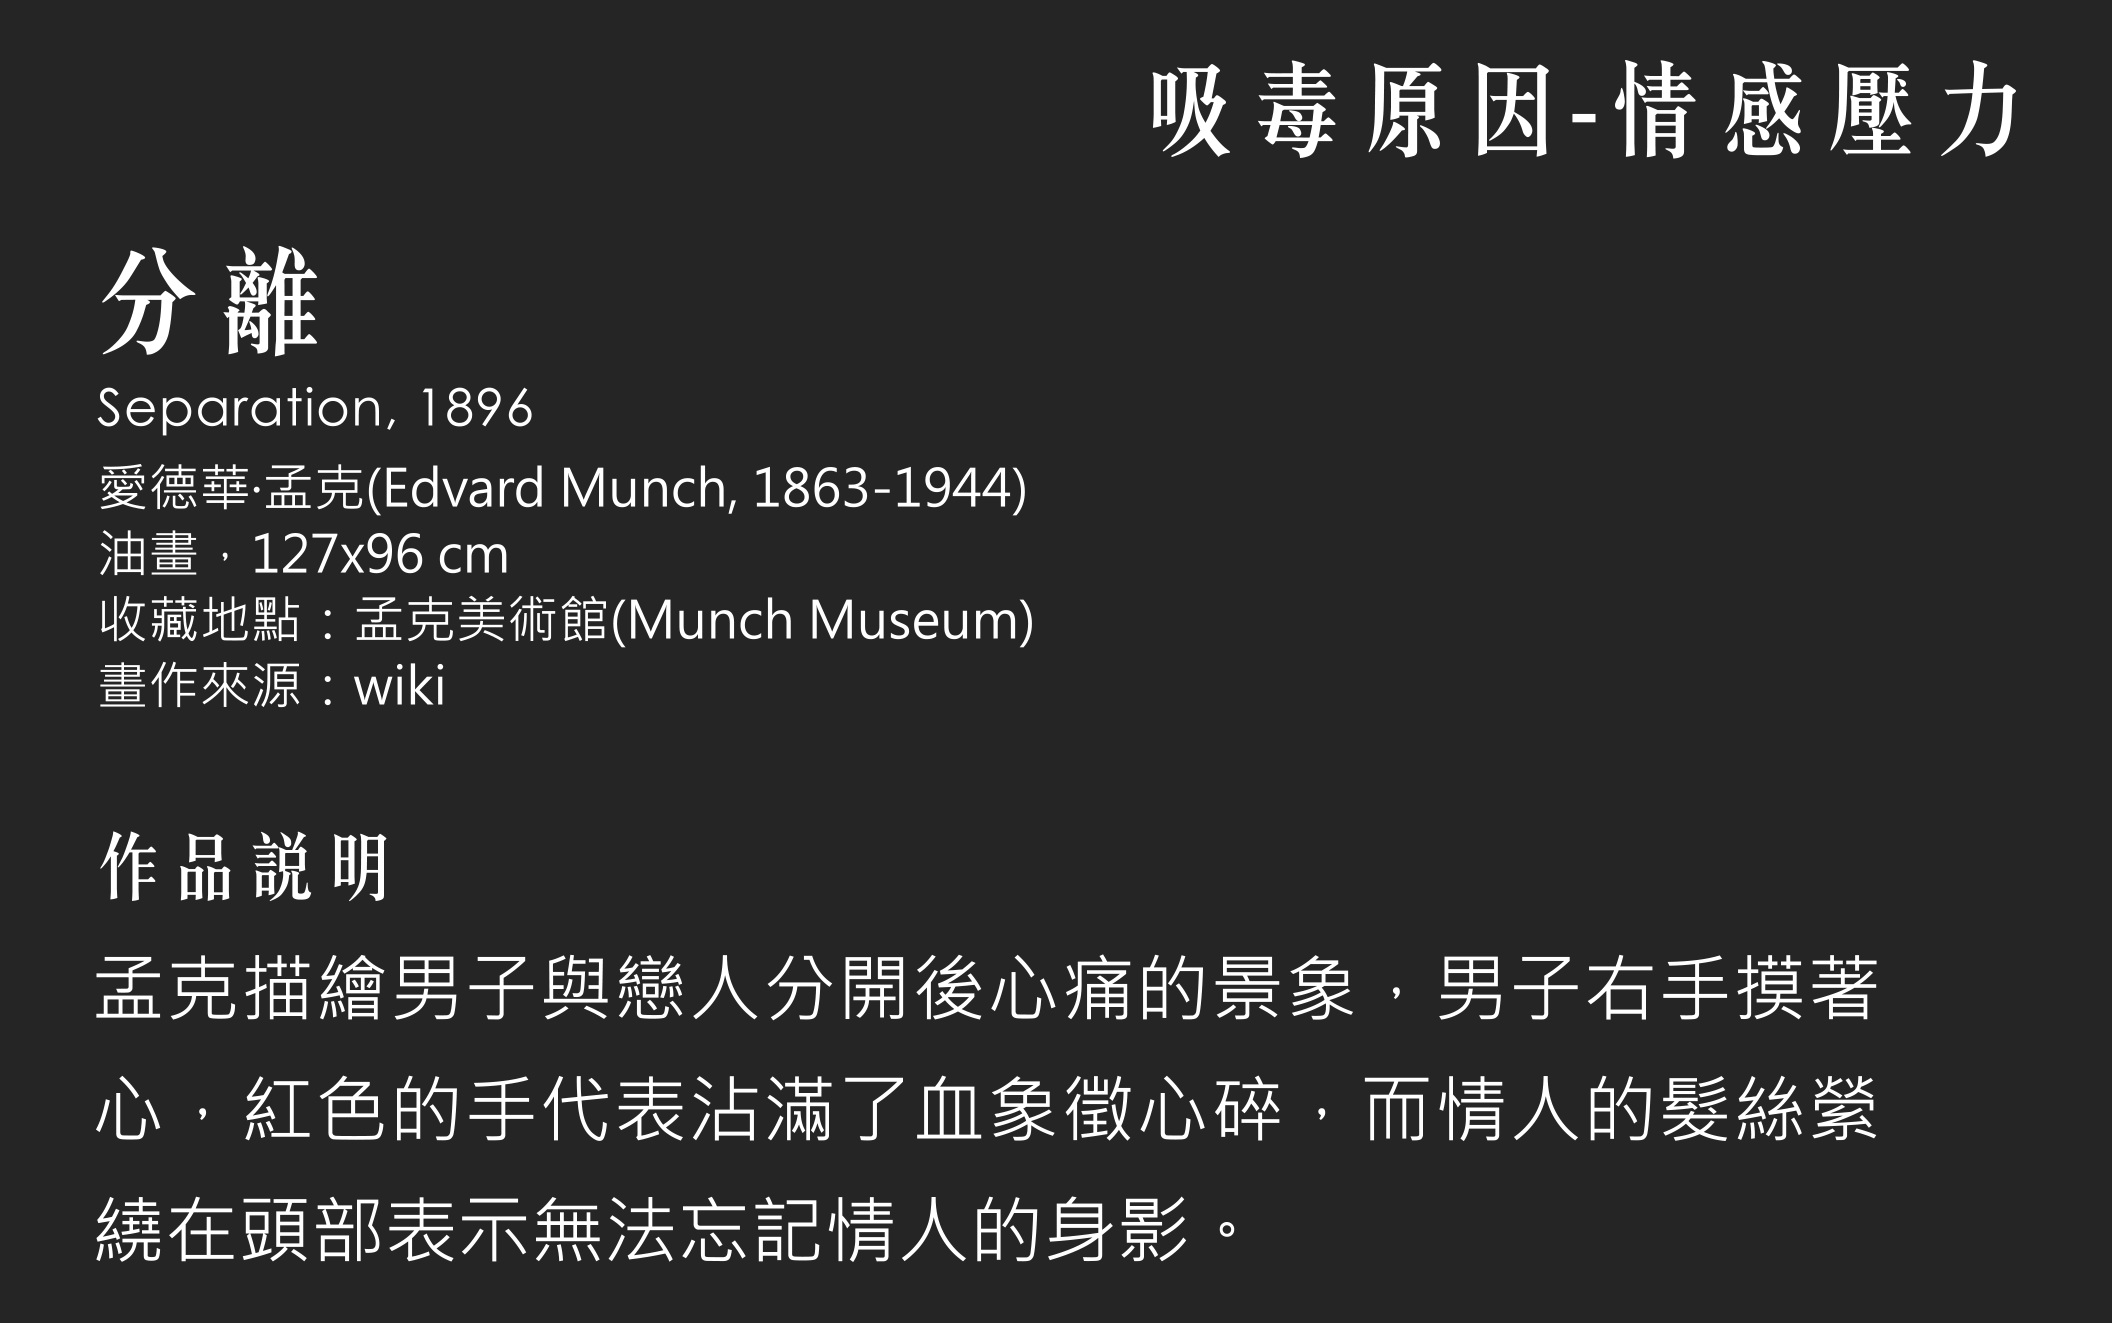 吸毒原因-情感壓力
分離
Separation, 1896
愛德華·孟克(Edvard Munch, 1863-1944)
油畫，127x96 cm
收藏地點：孟克美術館(Munch Museum)
畫作來源：wiki
作品說明
孟克描繪男子與戀人分開後心痛的景象，男子右手摸著
心，紅色的手代表沾滿了血象徵心碎，而情人的髮絲縈
繞在頭部表示無法忘記情人的身影。